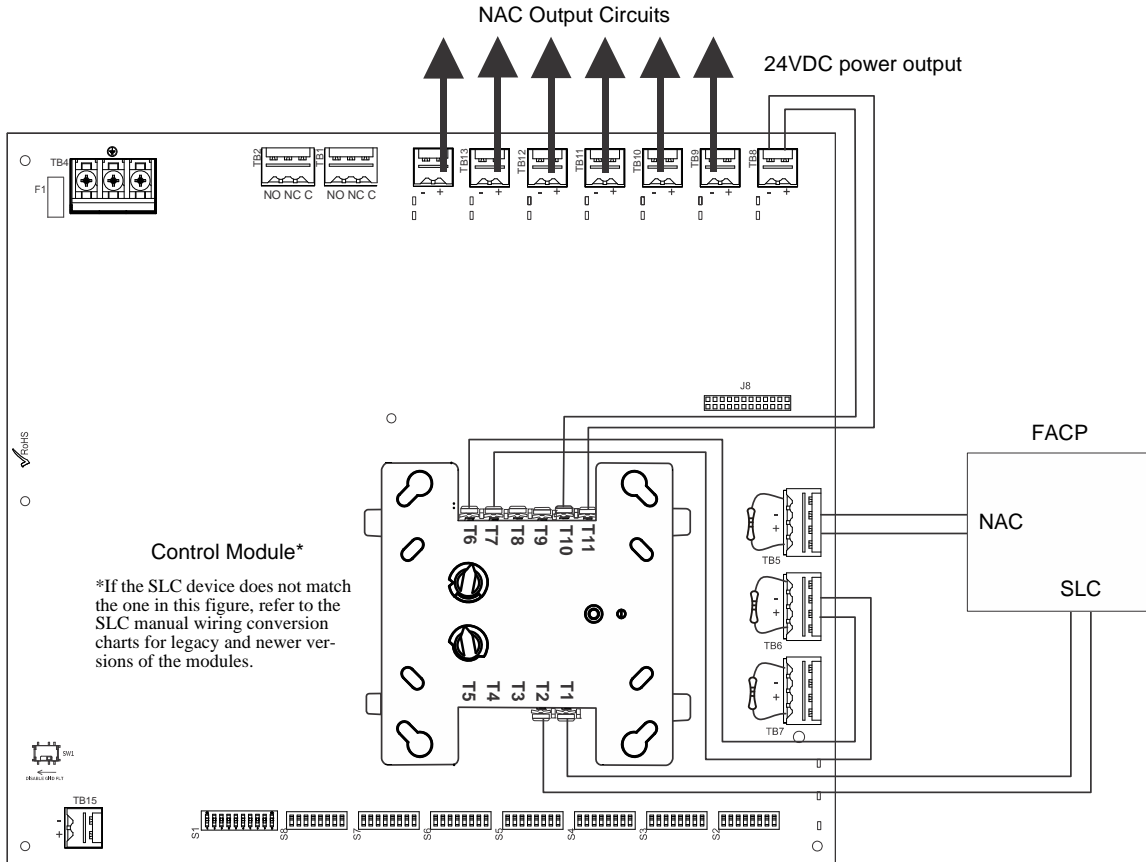 NAC Output Circuits
24VDC power output
TB4
F1
TB2
NO NC C
TB1
NO NC C
- +
TB13
- +
TB12
- +
TB11
- +
TB10
- +
TB9
- +
TB8
- +
J8
RoHS
FACP
NAC
SLC
T6
T7
T8
T9
T10
T11
Control Module*
*If the SLC device does not match
the one in this figure, refer to the
SLC manual wiring conversion
charts for legacy and newer ver-
sions of the modules.
- +
TB5
- +
TB6
- +
TB7
T5
T4
T3
T2
T1
SW1
DISABLE GND FLT
TB15
- +
S1
S8
S7
S6
S5
S4
S3
S2